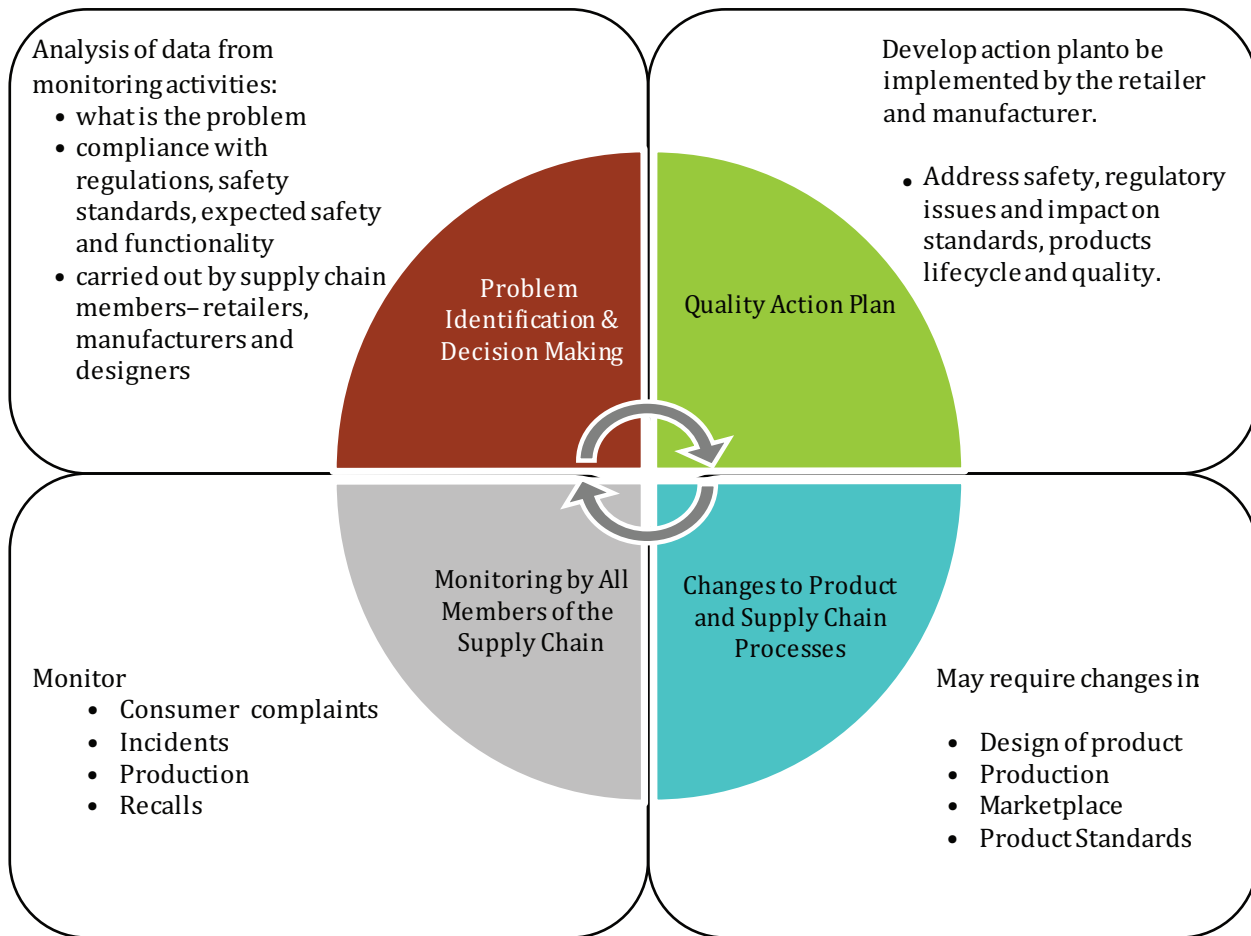 Analysis of data from
monitoring activities:
• what is the problem
• compliance with
regulations, safety
standards, expected safety
and functionality
• carried out by supply chain
members– retailers,
manufacturers and
designers
Develop action planto be
implemented by the retailer
and manufacturer.
• Address safety, regulatory
issues and impact on
standards, products
lifecycle and quality.
Problem
Identification &
Decision Making
Quality Action Plan
Monitoring by All
Members of the
Supply Chain
Changes to Product
and Supply Chain
Processes
Monitor
• Consumer complaints
• Incidents
• Production
• Recalls
May require changes in
• Design of product
• Production
• Marketplace
• Product Standards